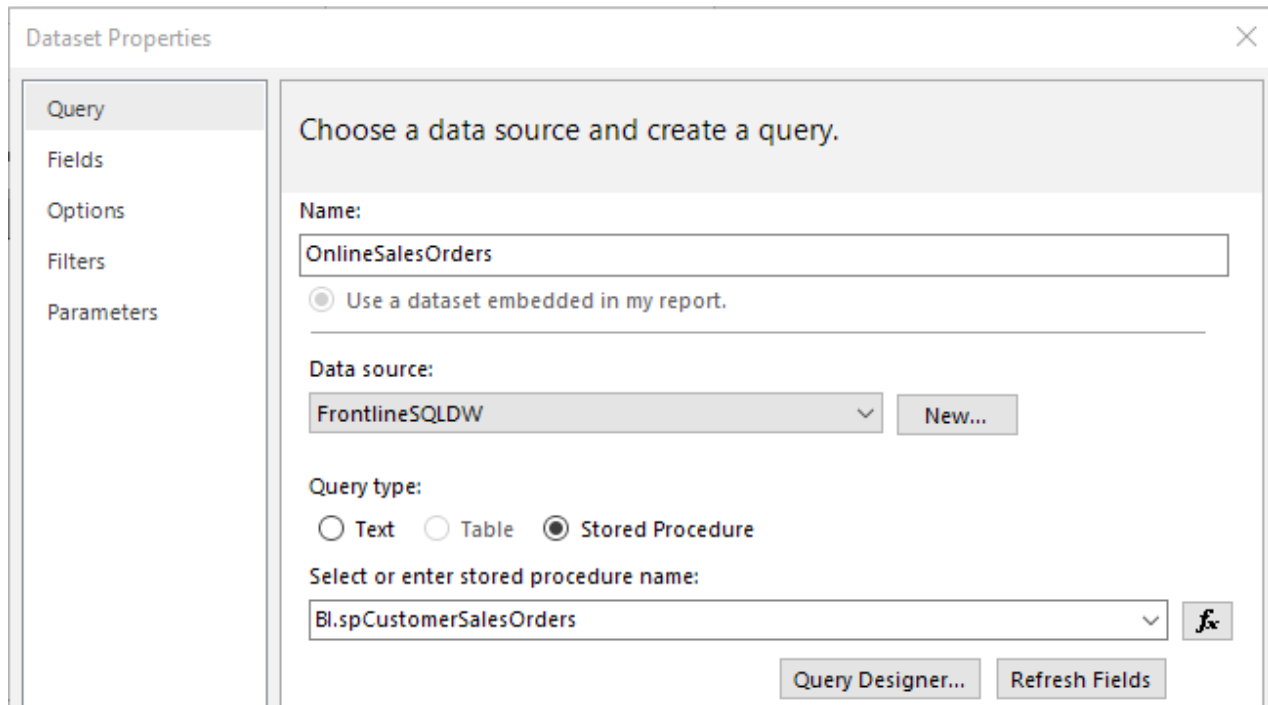 Dataset Properties
Query
Fields
Options
Filters
Parameters
Choose a data source and create a query.
Name:
OnlineSalesOrders
Use a dataset embedded in my report.
Data source:
FrontlineSQLDW
New...
Query type:
Text Table Stored Procedure
Select or enter stored procedure name:
BI.spCustomerSalesOrders
fx
Query Designer... Refresh Fields